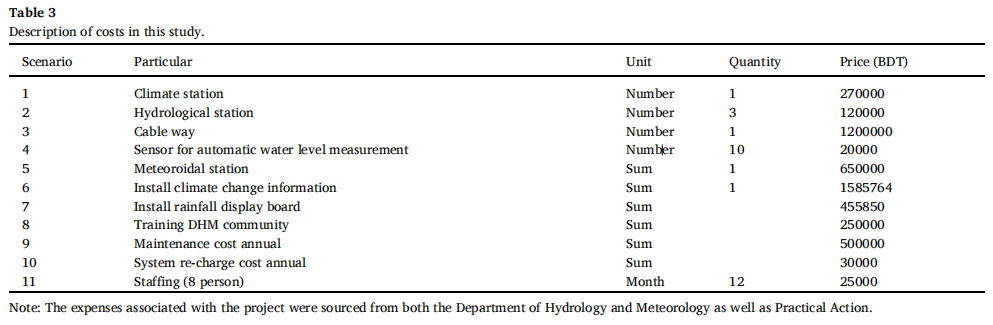 Table 3
Description of costs in this study.
Scenario Particular Unit Quantity Price (BDT)
1 Climate station Number 1 270000
2 Hydrological station Number 3 120000
3 Cable way Number 1 1200000
4 Sensor for automatic water level measurement Number 10 20000
5 Meteoroidal station Sum 1 650000
6 Install climate change information Sum 1 1585764
7 Install rainfall display board Sum 455850
8 Training DHM community Sum 250000
9 Maintenance cost annual Sum 500000
10 System re-charge cost annual Sum 30000
11 Staffing (8 person) Month 12 25000
Note: The expenses associated with the project were sourced from both the Department of Hydrology and Meteorology as well as Practical Action.